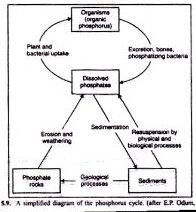 Organisms
(organic
phosphorus)
Plant and
bacterial uptake
Excretion, bones,
phosphatizing bacteria
Dissolved
phosphates
Sedimentation
Resuspension by
physical and
biological processes
Erosion and
weathering
Phosphate
rocks
Geological
processes
Sediments
5.9. A simplified diagram of the phosphorus cycle. (after E.P. Odum,